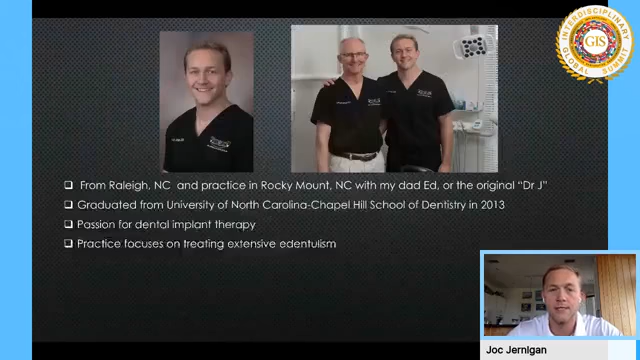 INTERDISCIPLINARY
GIS
GLOBAL SUMMIT
❑ From Raleigh, NC and practice in Rocky Mount, NC with my dad Ed, or the original “Dr J”
❑ Graduated from University of North Carolina-Chapel Hill School of Dentistry in 2013
❑ Passion for dental implant therapy
❑ Practice focuses on treating extensive edentulism
Joc Jernigan